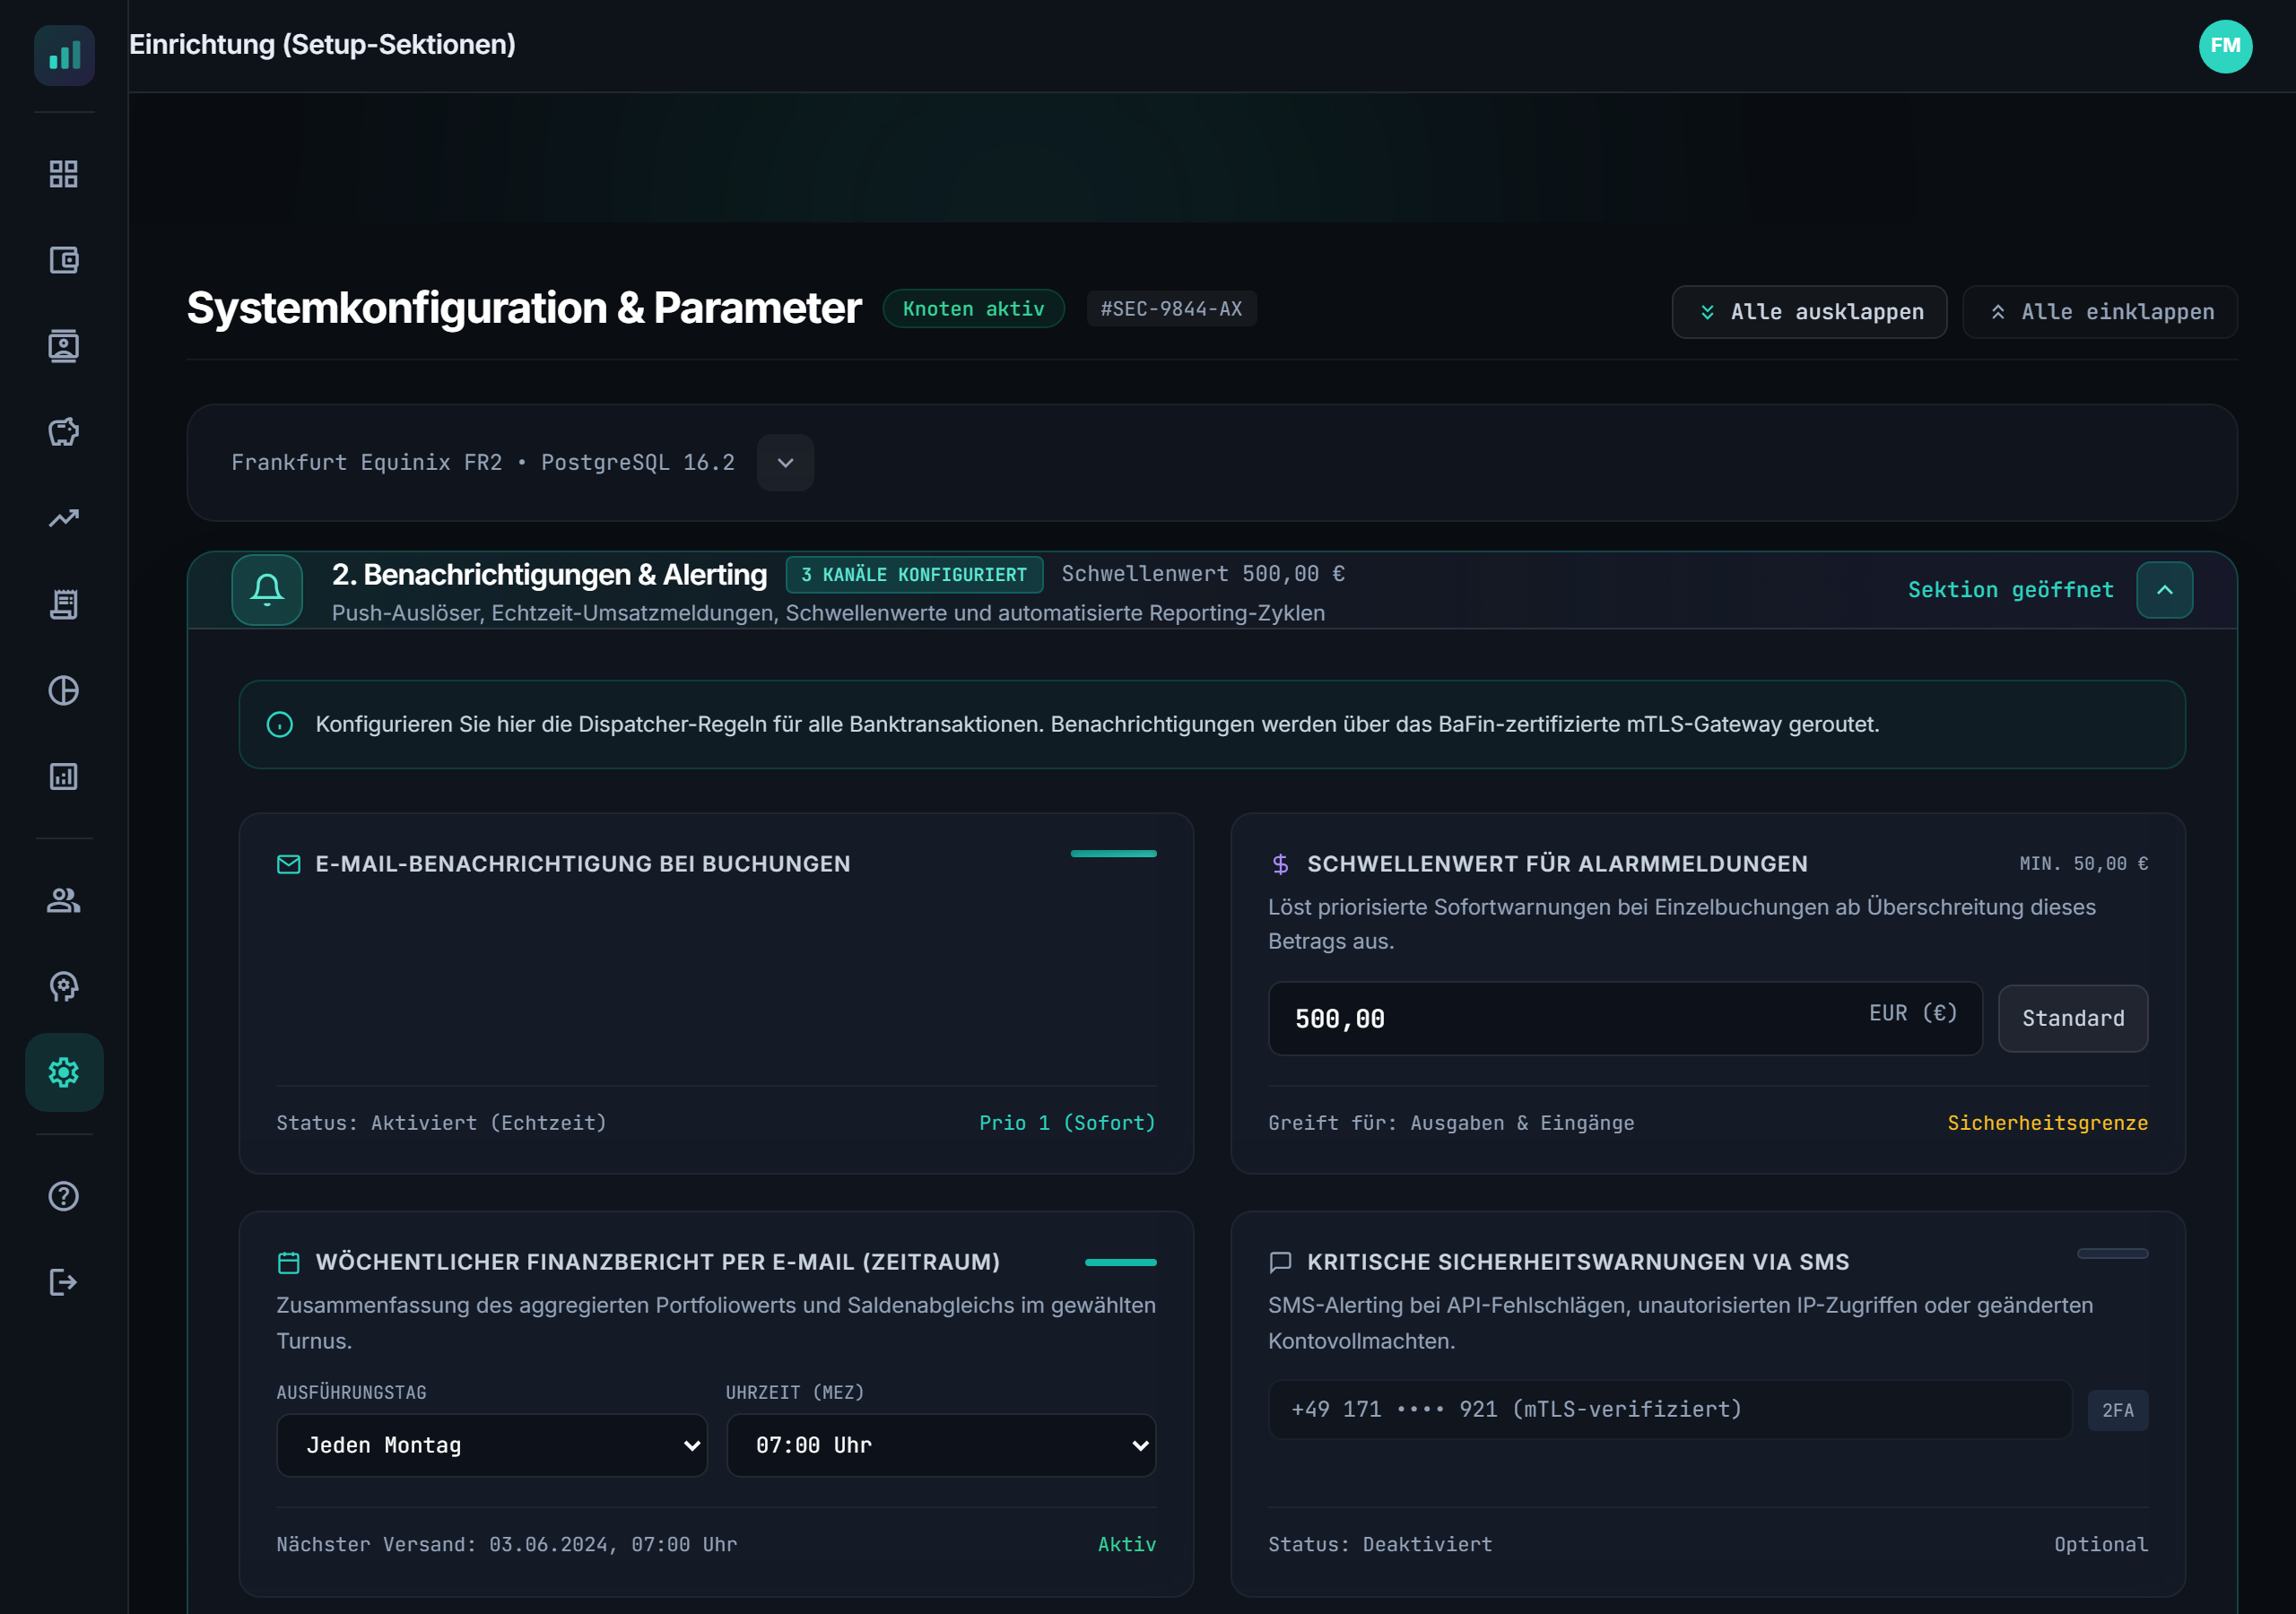 Einrichtung (Setup-Sektionen)
FM
Systemkonfiguration & Parameter
Knoten aktiv
#SEC-9844-AX
Alle ausklappen
Alle einklappen
Frankfurt Equinix FR2 • PostgreSQL 16.2
2. Benachrichtigungen & Alerting
3 KANÄLE KONFIGURIERT
Schwellenwert 500,00 €
Push-Auslöser, Echtzeit-Umsatzmeldungen, Schwellenwerte und automatisierte Reporting-Zyklen
Sektion geöffnet
Konfigurieren Sie hier die Dispatcher-Regeln für alle Banktransaktionen. Benachrichtigungen werden über das BaFin-zertifizierte mTLS-Gateway geroutet.
E-MAIL-BENACHRICHTIGUNG BEI BUCHUNGEN
Status: Aktiviert (Echtzeit)
Prio 1 (Sofort)
SCHWELLENWERT FÜR ALARMMELDUNGEN
MIN. 50,00 €
Löst priorisierte Sofortwarnungen bei Einzelbuchungen ab Überschreitung dieses
Betrags aus.
500,00
EUR (€)
Standard
Greift für: Ausgaben & Eingänge
Sicherheitsgrenze
WÖCHENTLICHER FINANZBERICHT PER E-MAIL (ZEITRAUM)
Zusammenfassung des aggregierten Portfoliowerts und Saldenabgleichs im gewählten
Turnus.
AUSFÜHRUNGSTAG
UHRZEIT (MEZ)
Jeden Montag
07:00 Uhr
Nächster Versand: 03.06.2024, 07:00 Uhr
Aktiv
KRITISCHE SICHERHEITSWARNUNGEN VIA SMS
SMS-Alerting bei API-Fehlschlägen, unautorisierten IP-Zugriffen oder geänderten
Kontovollmachten.
+49 171 •••• 921 (mTLS-verifiziert)
2FA
Status: Deaktiviert
Optional